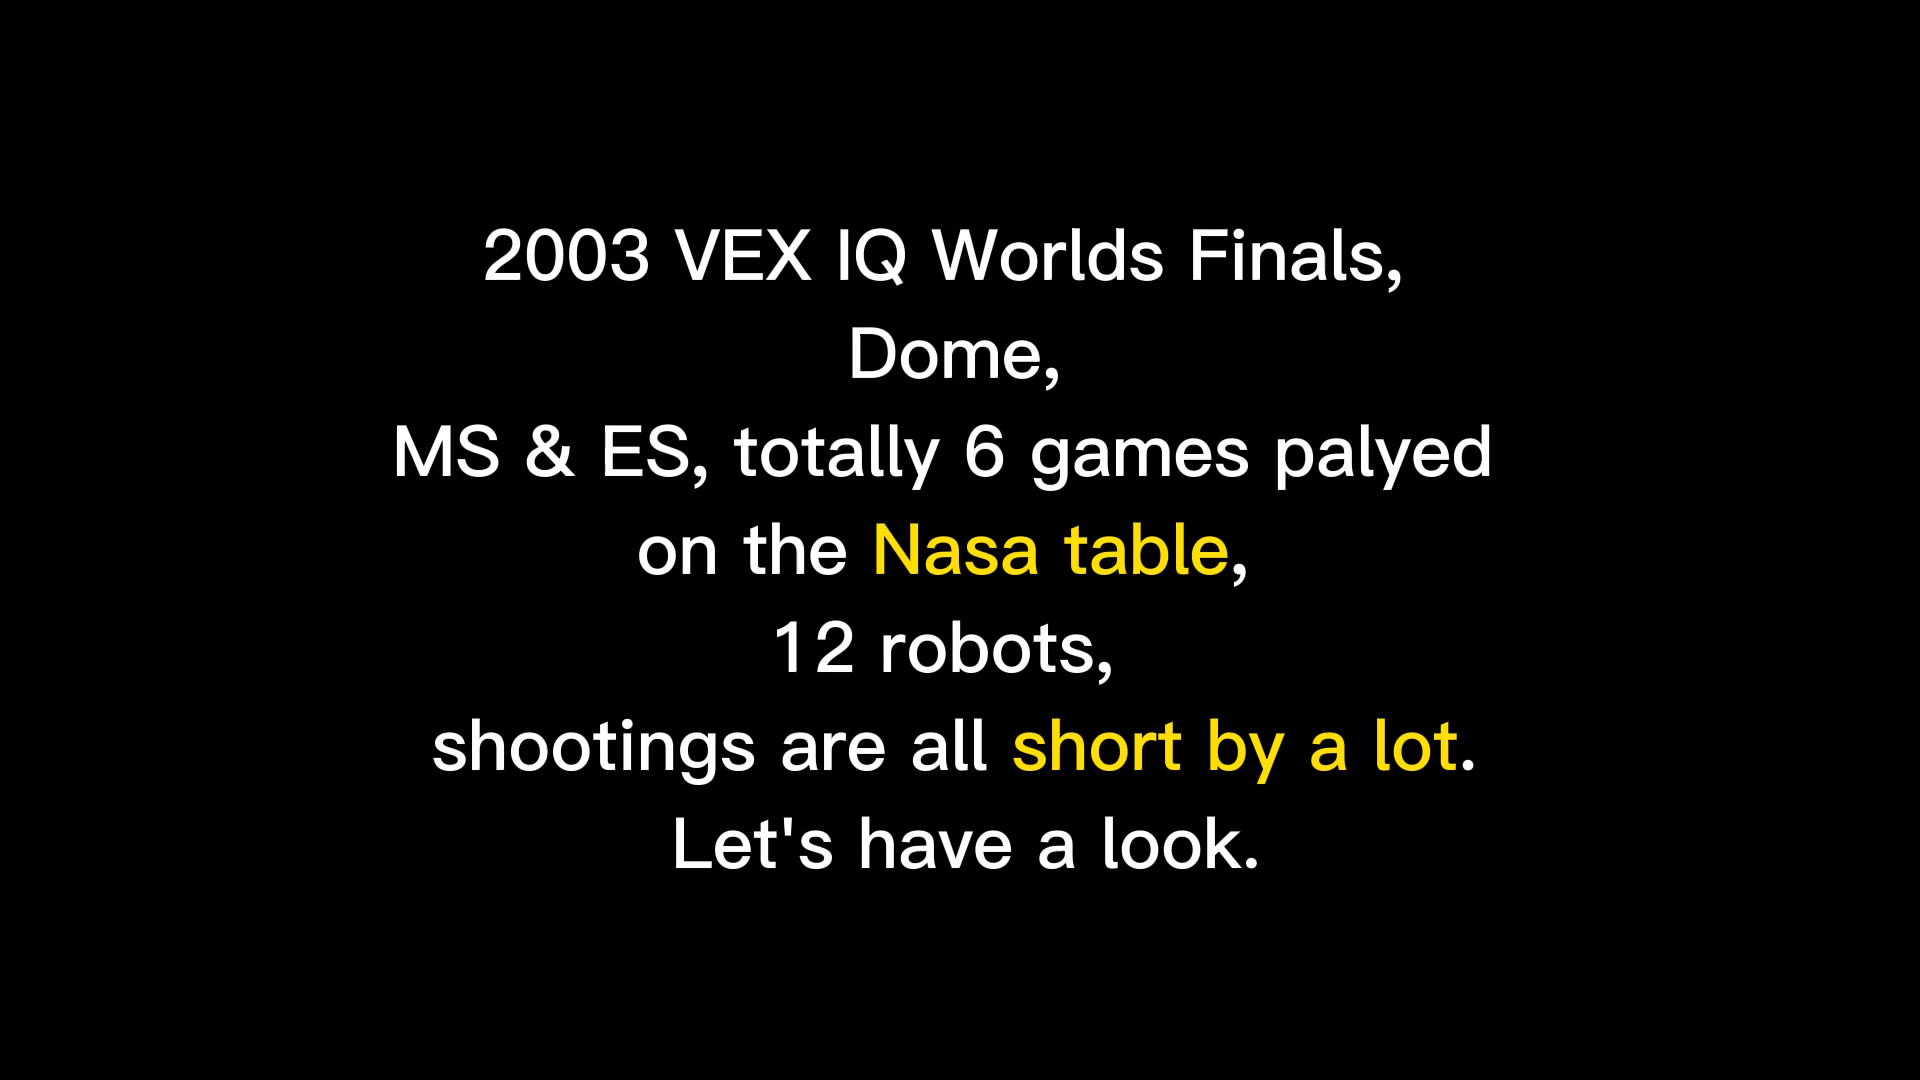 2003 VEX IQ Worlds Finals,
Dome,
MS & ES, totally 6 games palyed
on the Nasa table,
12 robots,
shootings are all short by a lot.
Let's have a look.